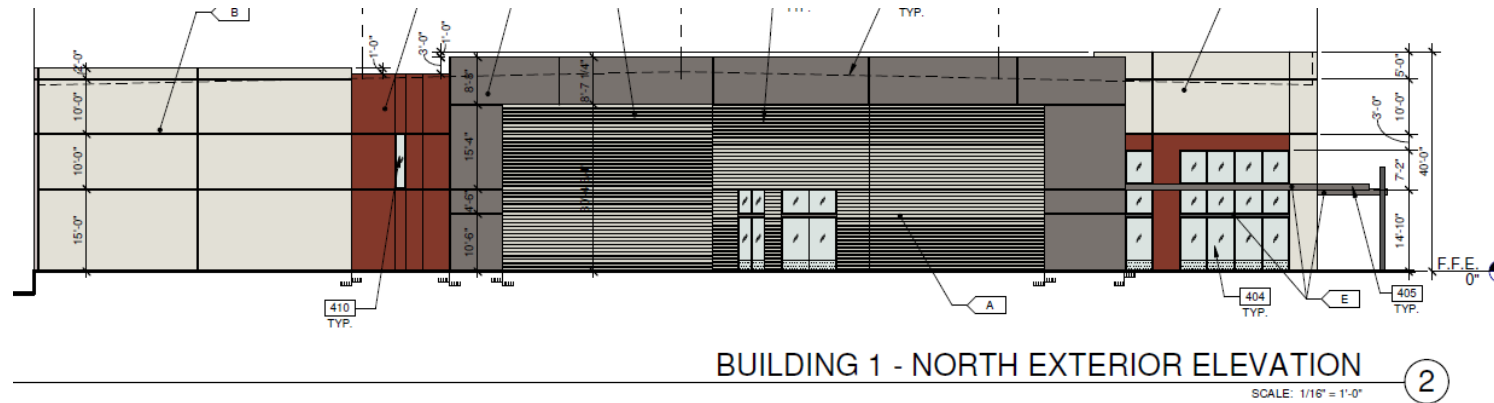 B
TYP.
TYP.
2'-0"
10'-0"
10'-0"
15'-0"
1'-0"
3'-0"
1'-0"
8'-8"
15'-4"
4'-6"
10'-6"
8'-7 1/4"
5'-0"
10'-0"
3'-0"
7'-2"
14'-10"
40'-0"
F.F.E.
0"
410
TYP.
A
404
TYP.
E
405
TYP.
BUILDING 1 - NORTH EXTERIOR ELEVATION
SCALE: 1/16" = 1'-0"
2